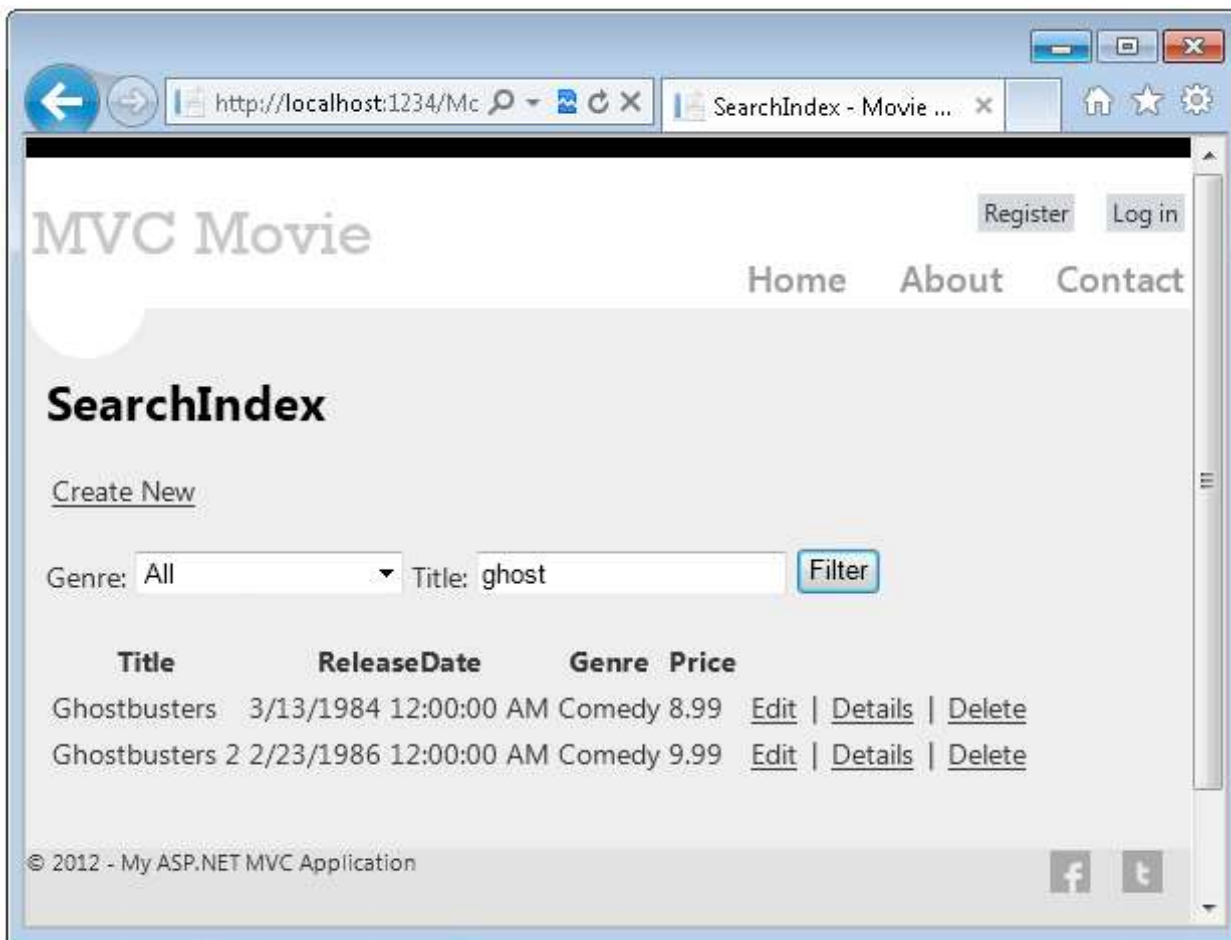 http://localhost:1234/Mc
SearchIndex - Movie ...
MVC Movie
Register Log in
Home About Contact
SearchIndex
Create New
Genre: All Title: ghost Filter
Title ReleaseDate Genre Price
Ghostbusters 3/13/1984 12:00:00 AM Comedy 8.99 Edit | Details | Delete
Ghostbusters 2 2/23/1986 12:00:00 AM Comedy 9.99 Edit | Details | Delete
© 2012 - My ASP.NET MVC Application